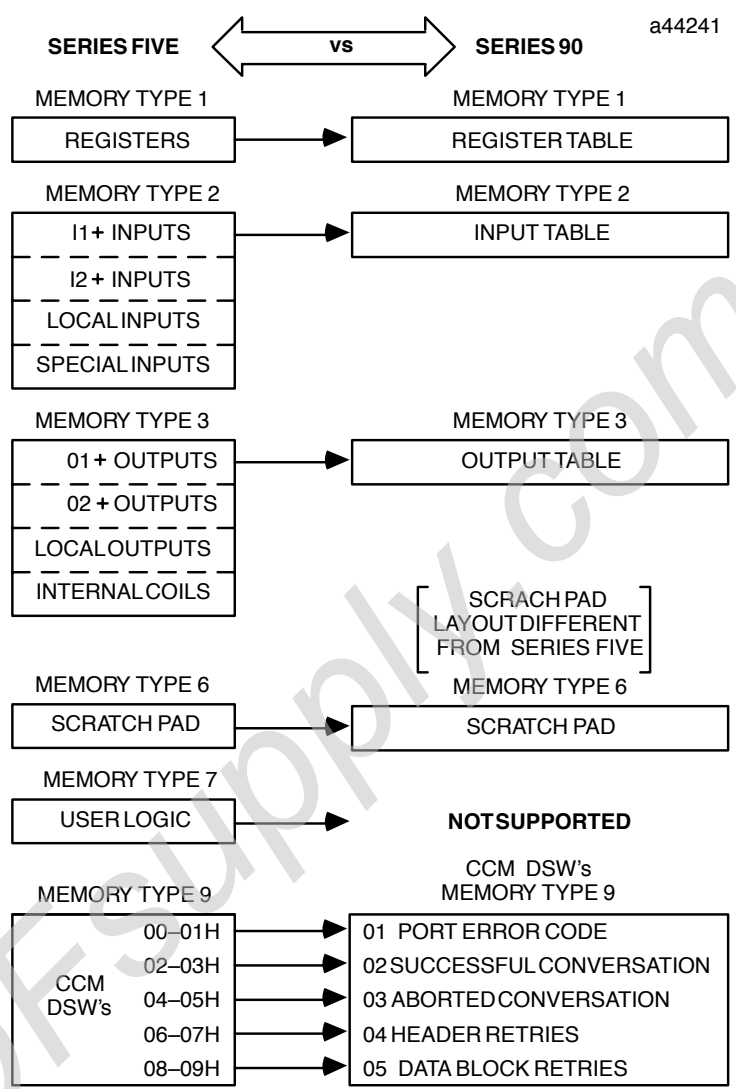 a44241
SERIES FIVE vs SERIES 90
MEMORY TYPE 1 MEMORY TYPE 1
REGISTERS REGISTER TABLE
MEMORY TYPE 2 MEMORY TYPE 2
I1+ INPUTS INPUT TABLE
I2+ INPUTS
LOCAL INPUTS
SPECIAL INPUTS
MEMORY TYPE 3 MEMORY TYPE 3
01+ OUTPUTS OUTPUT TABLE
02+ OUTPUTS
LOCAL OUTPUTS
INTERNAL COILS
SCRACH PAD
LAYOUT DIFFERENT
FROM SERIES FIVE
MEMORY TYPE 6 MEMORY TYPE 6
SCRATCH PAD SCRATCH PAD
MEMORY TYPE 7
USER LOGIC NOT SUPPORTED
CCM DSW's
MEMORY TYPE 9 MEMORY TYPE 9
00–01H 01 PORT ERROR CODE
02–03H 02 SUCCESSFUL CONVERSATION
CCM
DSW's
04–05H 03 ABORTED CONVERSATION
06–07H 04 HEADER RETRIES
08–09H 05 DATA BLOCK RETRIES
PDFsupply.com